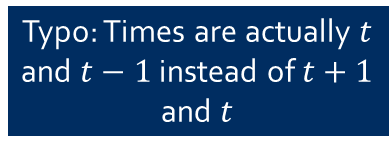 Typo: Times are actually 𝑡
and 𝑡 − 1 instead of 𝑡 + 1
and 𝑡